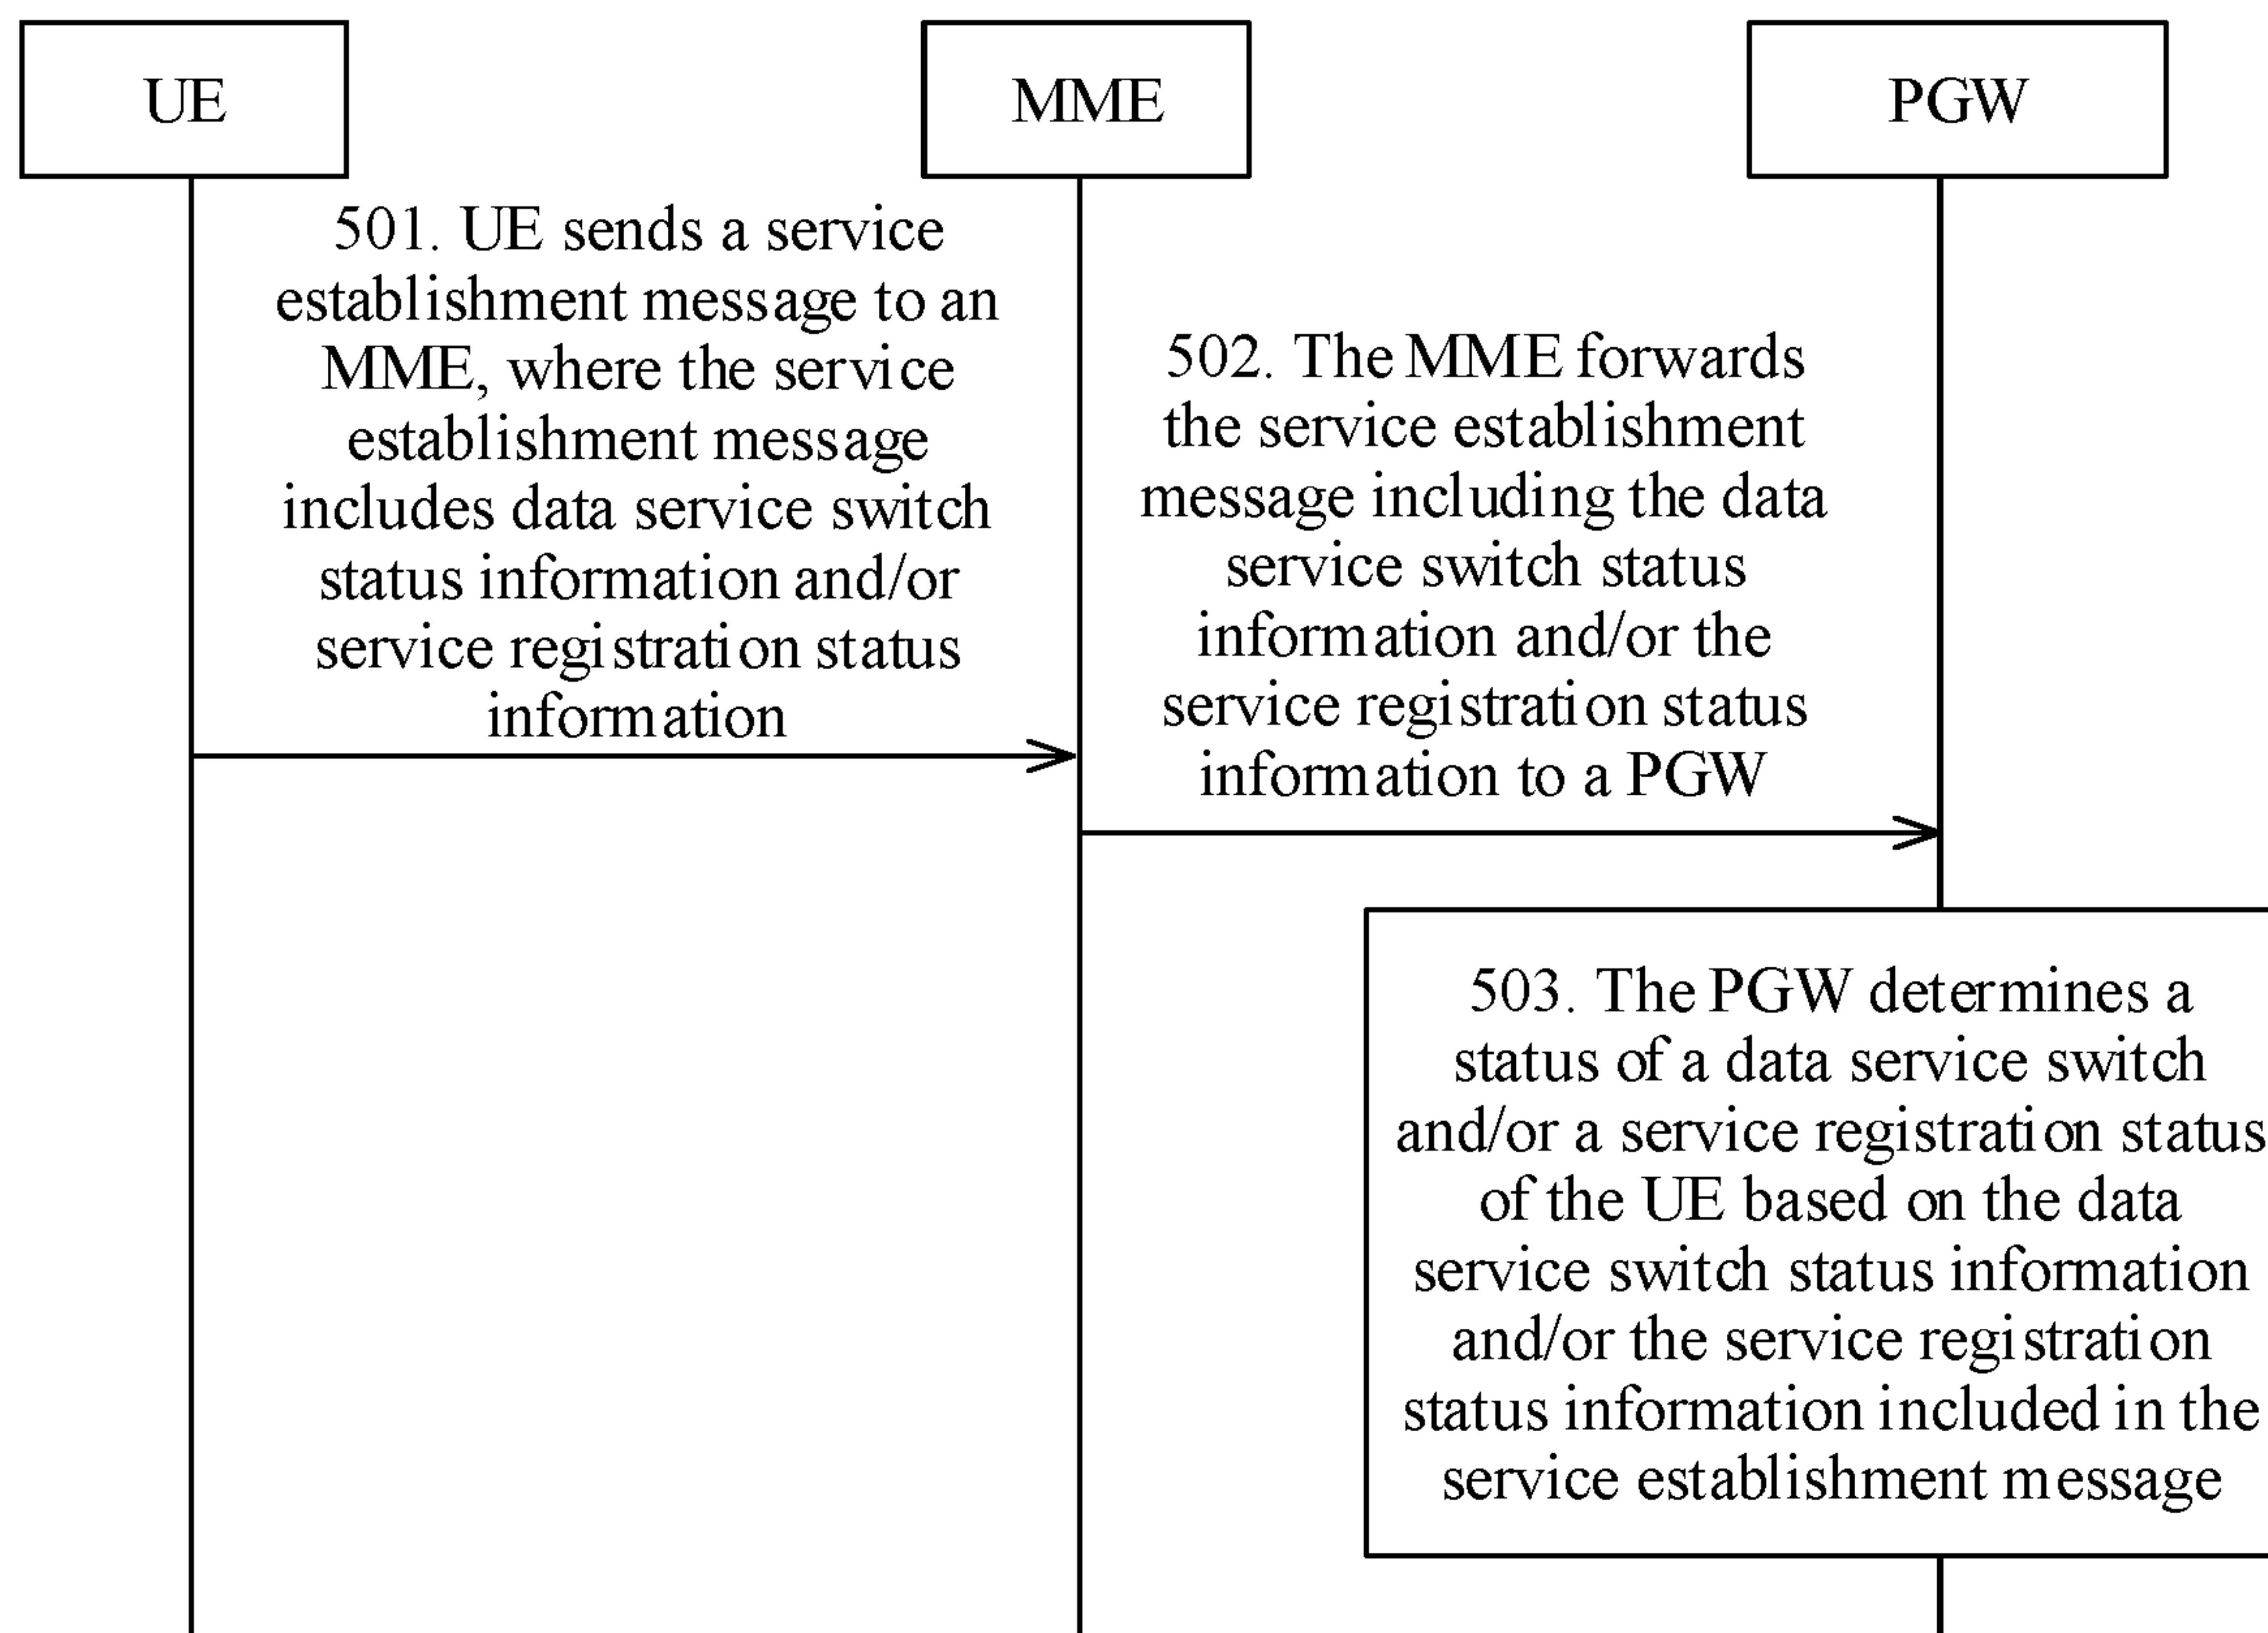 UE
MME
PGW
501. UE sends a service
establishment message to an
MME, where the service
establishment message
includes data service switch
status information and/or
service registration status
information
502. The MME forwards
the service establishment
message including the data
service switch status
information and/or the
service registration status
information to a PGW
503. The PGW determines a
status of a data service switch
and/or a service registration status
of the UE based on the data
service switch status information
and/or the service registration
status information included in the
service establishment message